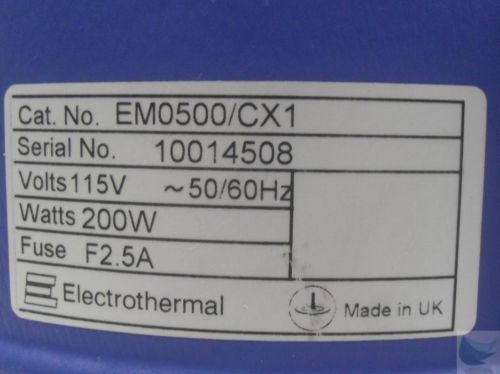 Cat. No. EM0500/CX1
Serial No. 10014508
Volts 115V ~50/60Hz
Watts 200W
Fuse F2.5A
Electrothermal Made in UK